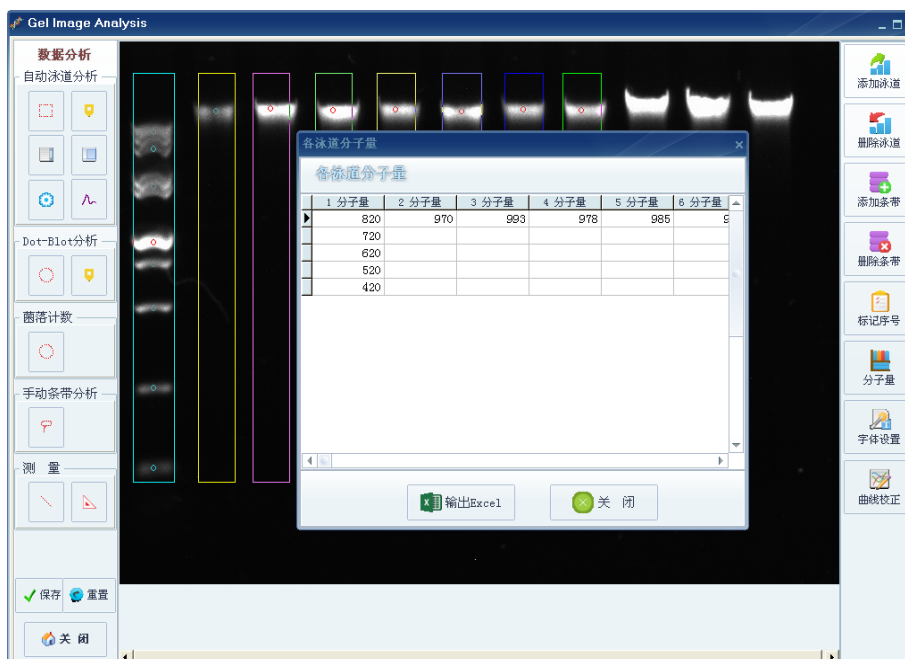 Gel Image Analysis
数据分析
自动泳道分析
Dot-Blot分析
菌落计数
手动条带分析
测 量
保存 重置
关 闭
各泳道分子量
各泳道分子量
1 分子量 2 分子量 3 分子量 4 分子量 5 分子量 6 分子量
820 970 993 978 985 9
720
620
520
420
输出Excel 关 闭
添加泳道
删除泳道
添加条带
删除条带
标记序号
分子量
字体设置
曲线校正